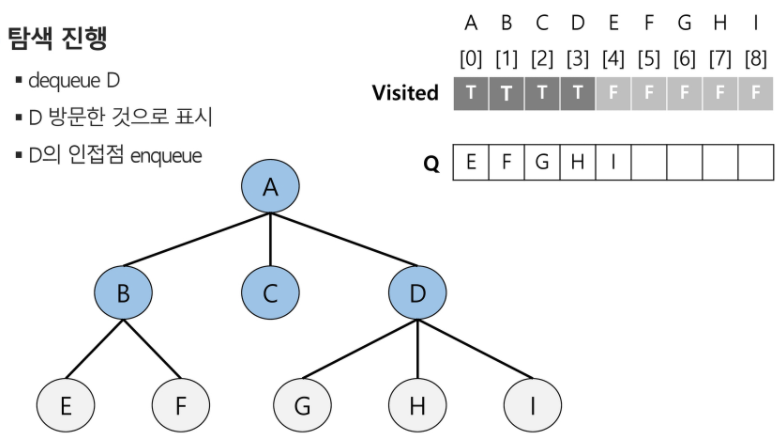 탐색 진행
▪ dequeue D
▪ D 방문한 것으로 표시
▪ D의 인접점 enqueue
A B C D E F G H I
[0] [1] [2] [3] [4] [5] [6] [7] [8]
Visited T T T T F F F F F
Q E F G H I
A
B C D
E F G H I